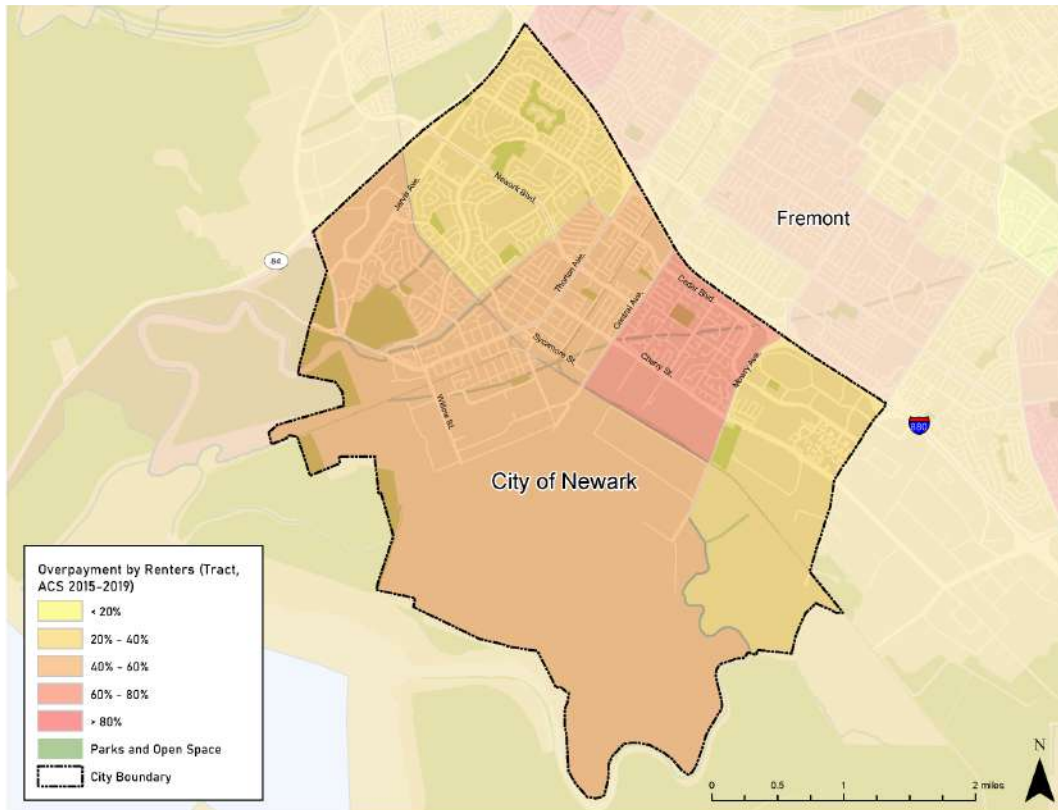 Fremont
84
Jarvis Ave.
Newark Blvd.
Thorton Ave.
Cedar Blvd.
Central Ave.
Sycamore St.
Cherry St.
Mowry Ave.
Willow St.
880
City of Newark
Overpayment by Renters (Tract,
ACS 2015-2019)
< 20%
20% - 40%
40% - 60%
60% - 80%
> 80%
Parks and Open Space
City Boundary
N
0 0.5 1 2 miles